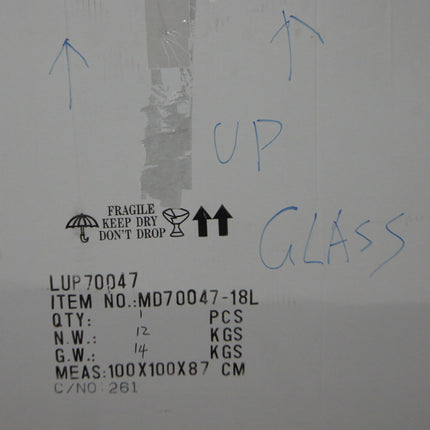 UP
GLASS
FRAGILE
KEEP DRY
DON'T DROP
LUP70047
ITEM NO.:MD70047-18L
QTY: 1 PCS
N.W.: 12 KGS
G.W.: 14 KGS
MEAS:100X100X87 CM
C/NO:261